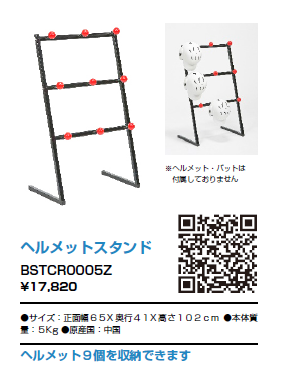 ※ヘルメット・バットは
付属しておりません
ヘルメットスタンド
BSTCR0005Z
¥17,820
●サイズ：正面幅６５Ｘ奥行４１Ｘ高さ１０２ｃｍ ●本体質
量：５Ｋｇ ●原産国：中国
ヘルメット９個を収納できます